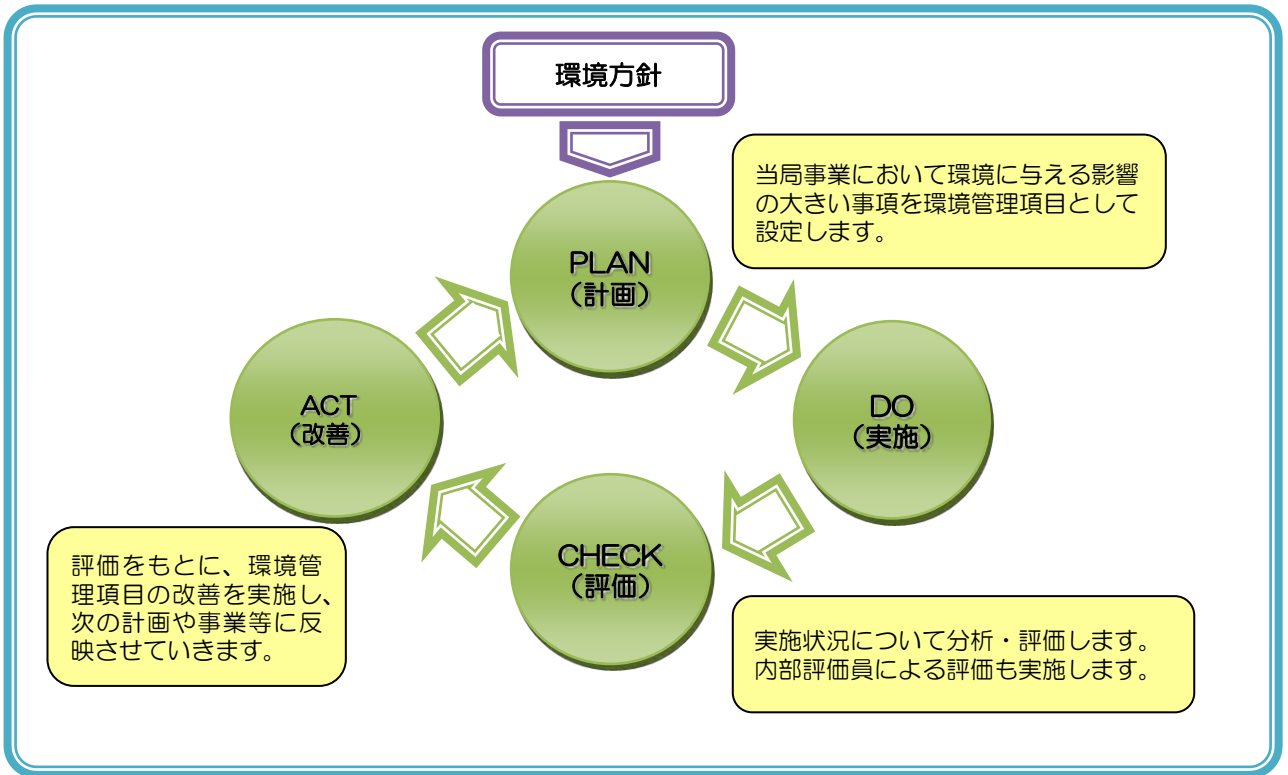 環境方針
PLAN
（計画）
当局事業において環境に与える影響
の大きい事項を環境管理項目として
設定します。
DO
（実施）
CHECK
（評価）
実施状況について分析・評価します。
内部評価員による評価も実施します。
ACT
（改善）
評価をもとに、環境管
理項目の改善を実施し、
次の計画や事業等に反
映させていきます。